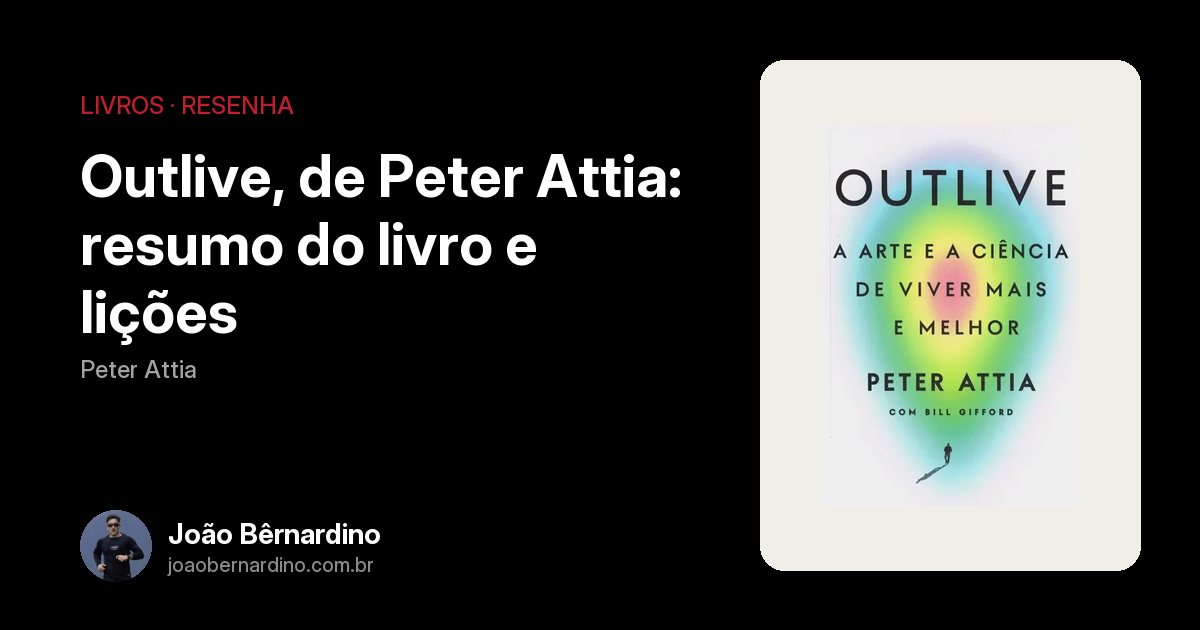 LIVROS · RESENHA
Outlive, de Peter Attia:
resumo do livro e
lições
Peter Attia
João Bêrnardino
joaobernardino.com.br
OUTLIVE
A ARTE E A CIÊNCIA
DE VIVER MAIS
E MELHOR
PETER ATTIA
COM BILL GIFFORD